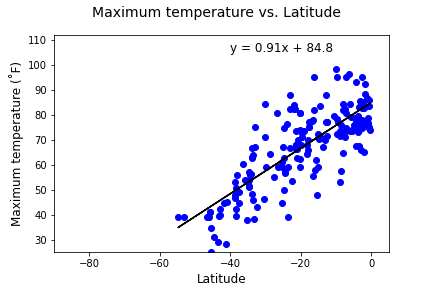 Maximum temperature vs. Latitude
y = 0.91x + 84.8
110
100
90
80
70
60
50
40
30
Maximum temperature (˚F)
−80 −60 −40 −20 0
Latitude